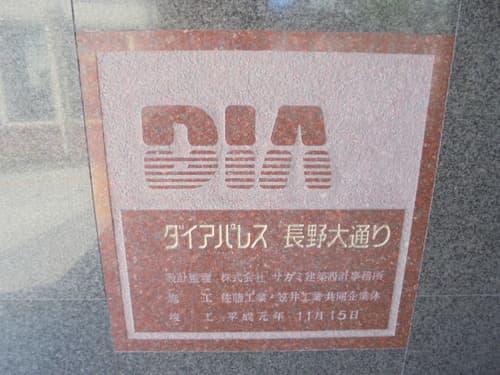 DIA
ダイアパレス 長野大通り
設計監理 株式会社 サガミ建築設計事務所
施 工 佐藤工業・笠井工業共同企業体
竣 工 平成元年 11月15日